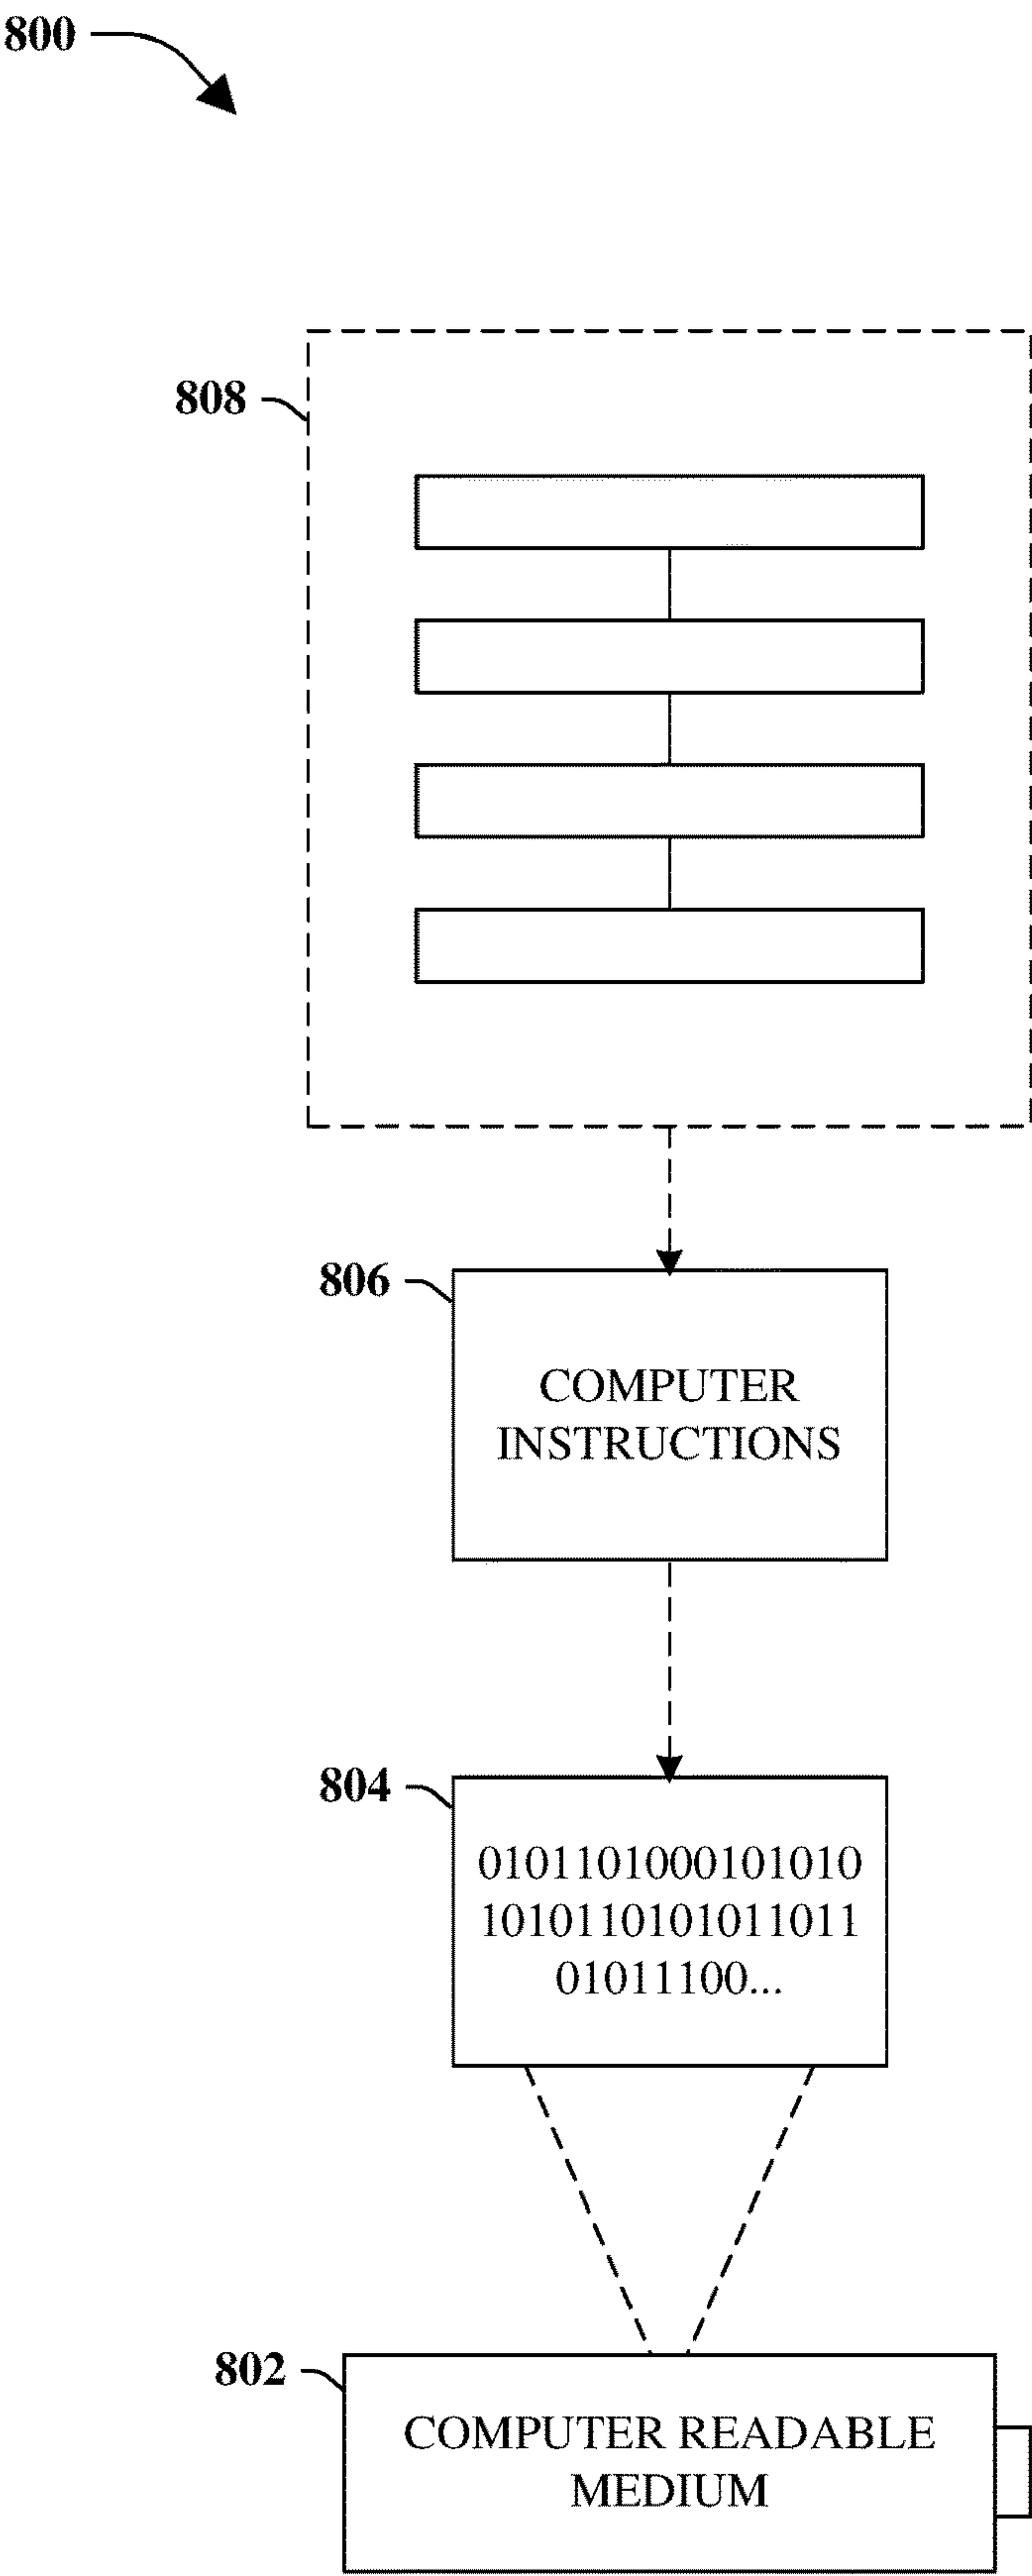 800
808
806
COMPUTER
INSTRUCTIONS
804
0101101000101010
1010110101011011
01011100...
802
COMPUTER READABLE
MEDIUM